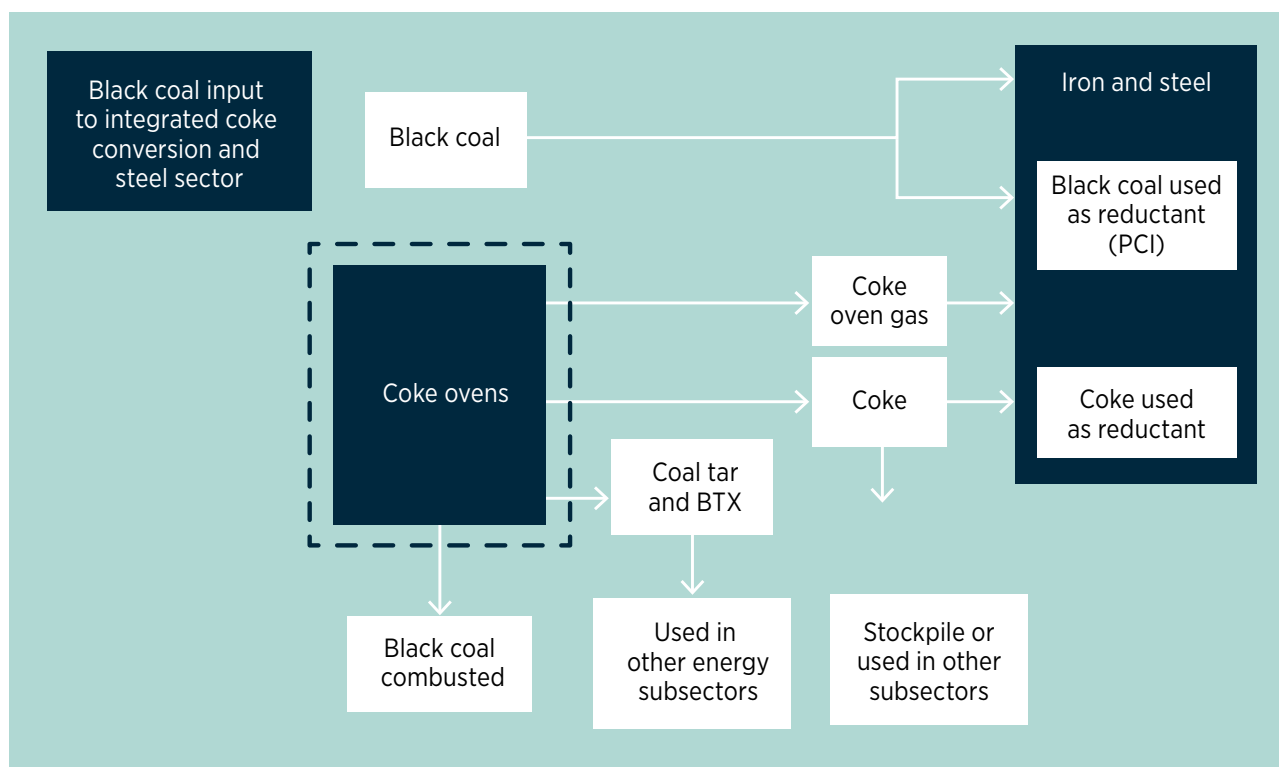 Black coal input
to integrated coke
conversion and
steel sector
Black coal
Iron and steel
Black coal used
as reductant
(PCI)
Coke
oven gas
Coke ovens
Coke
Coke used
as reductant
Coal tar
and BTX
Black coal
combusted
Used in
other energy
subsectors
Stockpile or
used in other
subsectors